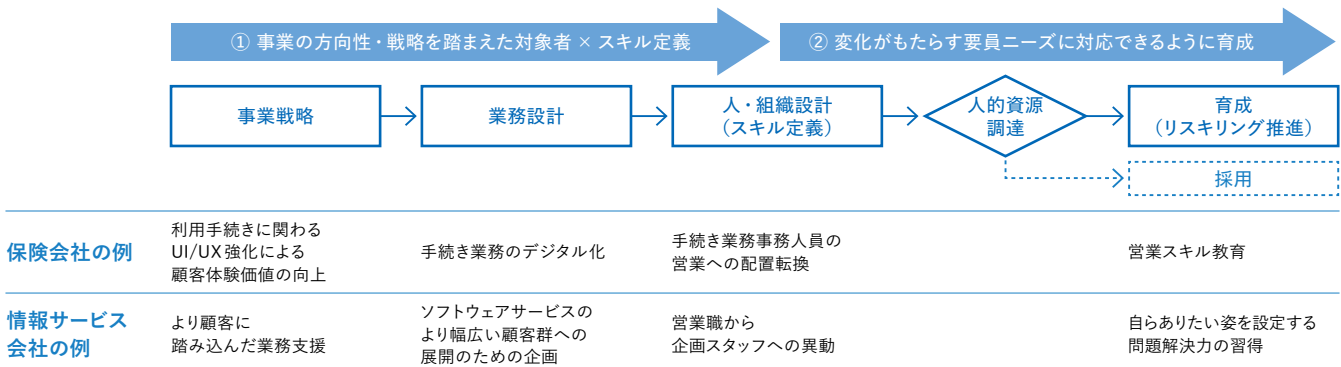 ① 事業の方向性・戦略を踏まえた対象者 × スキル定義
② 変化がもたらす要員ニーズに対応できるように育成
事業戦略
業務設計
人・組織設計
（スキル定義）
人的資源
調達
育成
（リスキリング推進）
採用
保険会社の例
利用手続きに関わる
UI/UX 強化による
顧客体験価値の向上
手続き業務のデジタル化
手続き業務事務人員の
営業への配置転換
営業スキル教育
情報サービス
会社の例
より顧客に
踏み込んだ業務支援
ソフトウェアサービスの
より幅広い顧客群への
展開のための企画
営業職から
企画スタッフへの異動
自らありたい姿を設定する
問題解決力の習得